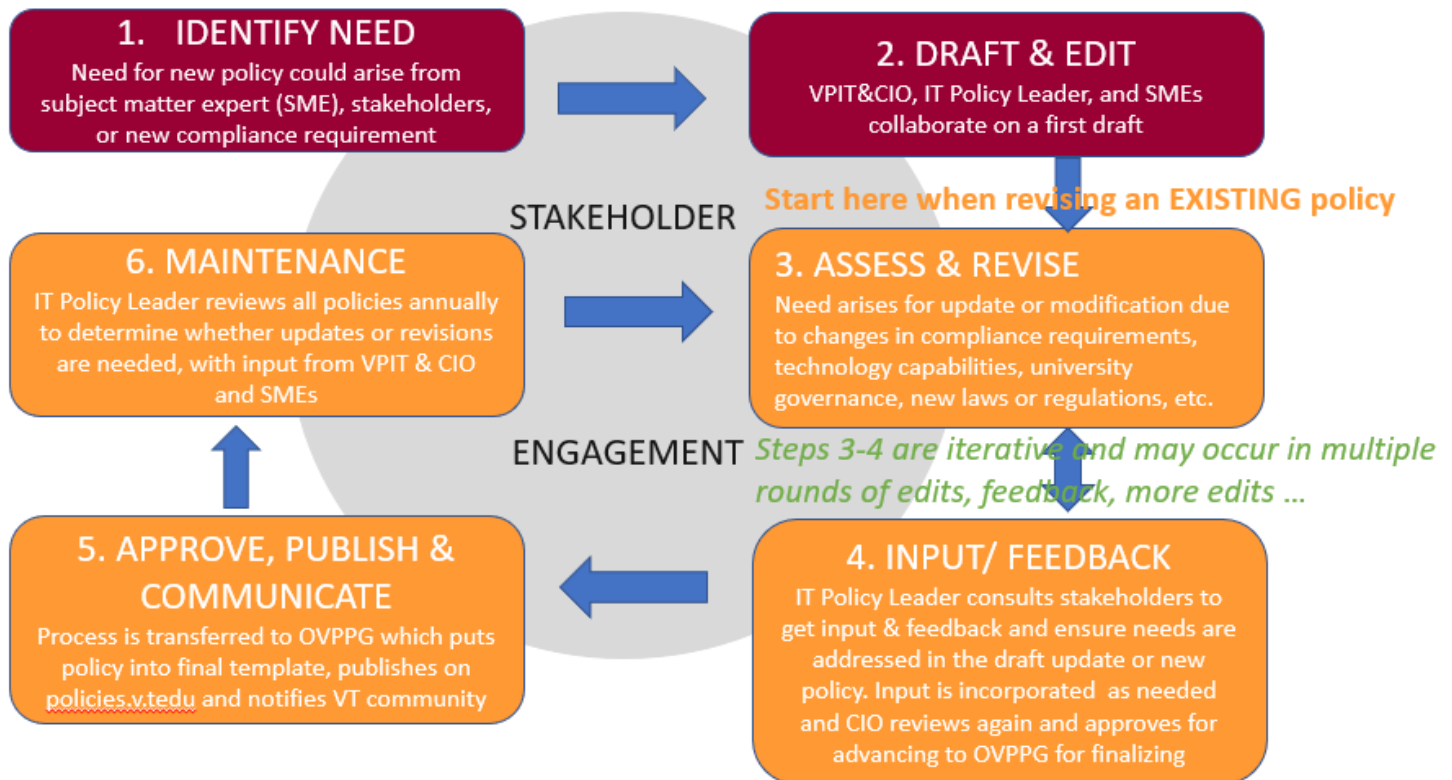 1. IDENTIFY NEED
Need for new policy could arise from
subject matter expert (SME), stakeholders,
or new compliance requirement
2. DRAFT & EDIT
VPIT&CIO, IT Policy Leader, and SMEs
collaborate on a first draft
Start here when revising an EXISTING policy
STAKEHOLDER
3. ASSESS & REVISE
Need arises for update or modification due
to changes in compliance requirements,
technology capabilities, university
governance, new laws or regulations, etc.
ENGAGEMENT
Steps 3-4 are iterative and may occur in multiple
rounds of edits, feedback, more edits ...
4. INPUT/ FEEDBACK
IT Policy Leader consults stakeholders to
get input & feedback and ensure needs are
addressed in the draft update or new
policy. Input is incorporated as needed
and CIO reviews again and approves for
advancing to OVPPG for finalizing
5. APPROVE, PUBLISH &
COMMUNICATE
Process is transferred to OVPPG which puts
policy into final template, publishes on
policies.v.tedu and notifies VT community
6. MAINTENANCE
IT Policy Leader reviews all policies annually
to determine whether updates or revisions
are needed, with input from VPIT & CIO
and SMEs